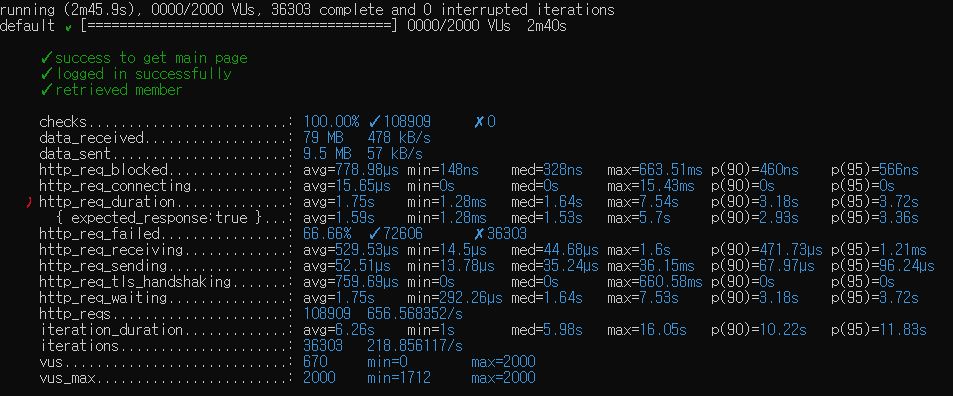 running (2m45.9s), 0000/2000 VUs, 36303 complete and 0 interrupted iterations
default ✓ [======================================] 0000/2000 VUs  2m40s
✓ success to get main page
✓ logged in successfully
✓ retrieved member
checks.........................: 100.00% ✓ 108909 ✗ 0
data_received..................: 79 MB 478 kB/s
data_sent......................: 9.5 MB 57 kB/s
http_req_blocked...............: avg=778.98µs min=148ns med=328ns max=663.51ms p(90)=460ns p(95)=566ns
http_req_connecting............: avg=15.65µs min=0s med=0s max=15.43ms p(90)=0s p(95)=0s
✗ http_req_duration..............: avg=1.75s min=1.28ms med=1.64s max=7.54s p(90)=3.18s p(95)=3.72s
{ expected_response:true }...: avg=1.59s min=1.28ms med=1.53s max=5.7s p(90)=2.93s p(95)=3.36s
http_req_failed................: 66.66% ✓ 72606 ✗ 36303
http_req_receiving.............: avg=529.53µs min=14.5µs med=44.68µs max=1.6s p(90)=471.73µs p(95)=1.21ms
http_req_sending...............: avg=52.51µs min=13.78µs med=35.24µs max=36.15ms p(90)=67.97µs p(95)=96.24µs
http_req_tls_handshaking.......: avg=759.69µs min=0s med=0s max=660.58ms p(90)=0s p(95)=0s
http_req_waiting...............: avg=1.75s min=292.26µs med=1.64s max=7.53s p(90)=3.18s p(95)=3.72s
http_reqs......................: 108909 656.568352/s
iteration_duration.............: avg=6.26s min=1s med=5.98s max=16.05s p(90)=10.22s p(95)=11.83s
iterations.....................: 36303 218.856117/s
vus............................: 670 min=0 max=2000
vus_max........................: 2000 min=1712 max=2000